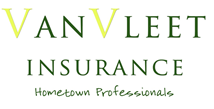 VANVLEET
INSURANCE
Hometown Professionals